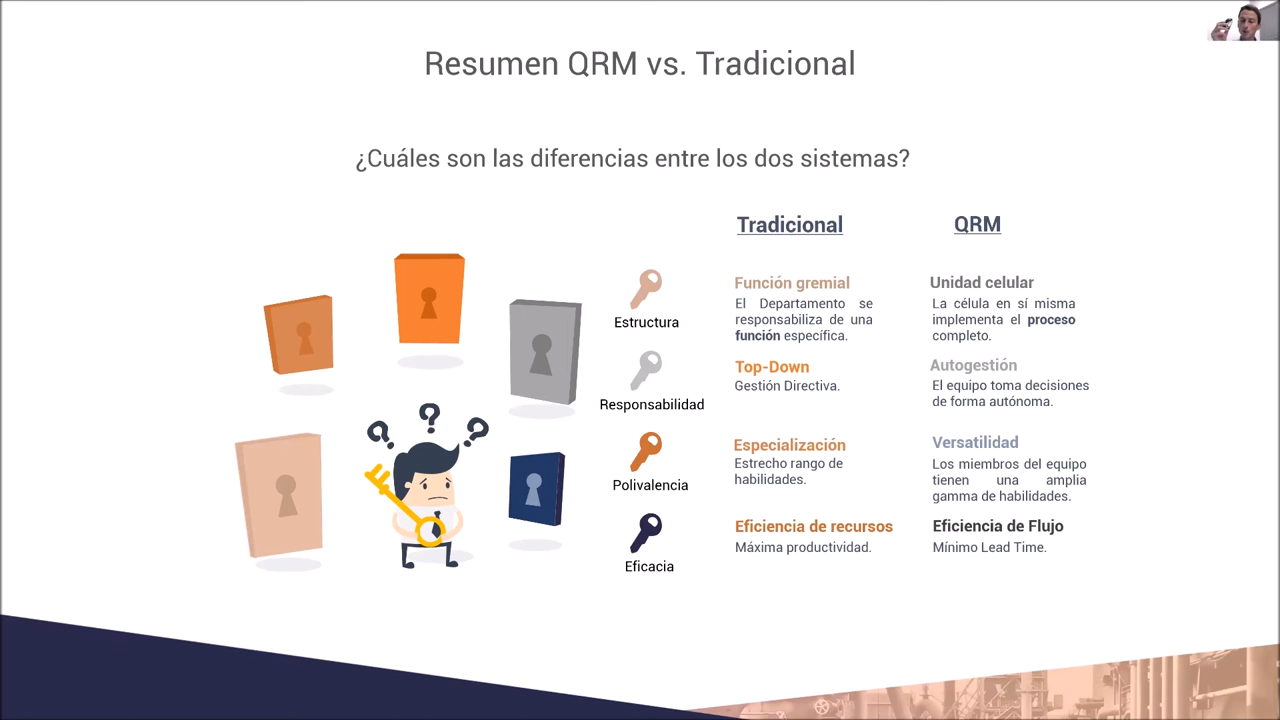 Resumen QRM vs. Tradicional
¿Cuáles son las diferencias entre los dos sistemas?
Tradicional
QRM
Estructura
Función gremial
El Departamento se
responsabiliza de una
función específica.
Unidad celular
La célula en sí misma
implementa el proceso
completo.
Responsabilidad
Top-Down
Gestión Directiva.
Autogestión
El equipo toma decisiones
de forma autónoma.
Polivalencia
Especialización
Estrecho rango de
habilidades.
Versatilidad
Los miembros del equipo
tienen una amplia
gamma de habilidades.
Eficacia
Eficiencia de recursos
Máxima productividad.
Eficiencia de Flujo
Mínimo Lead Time.